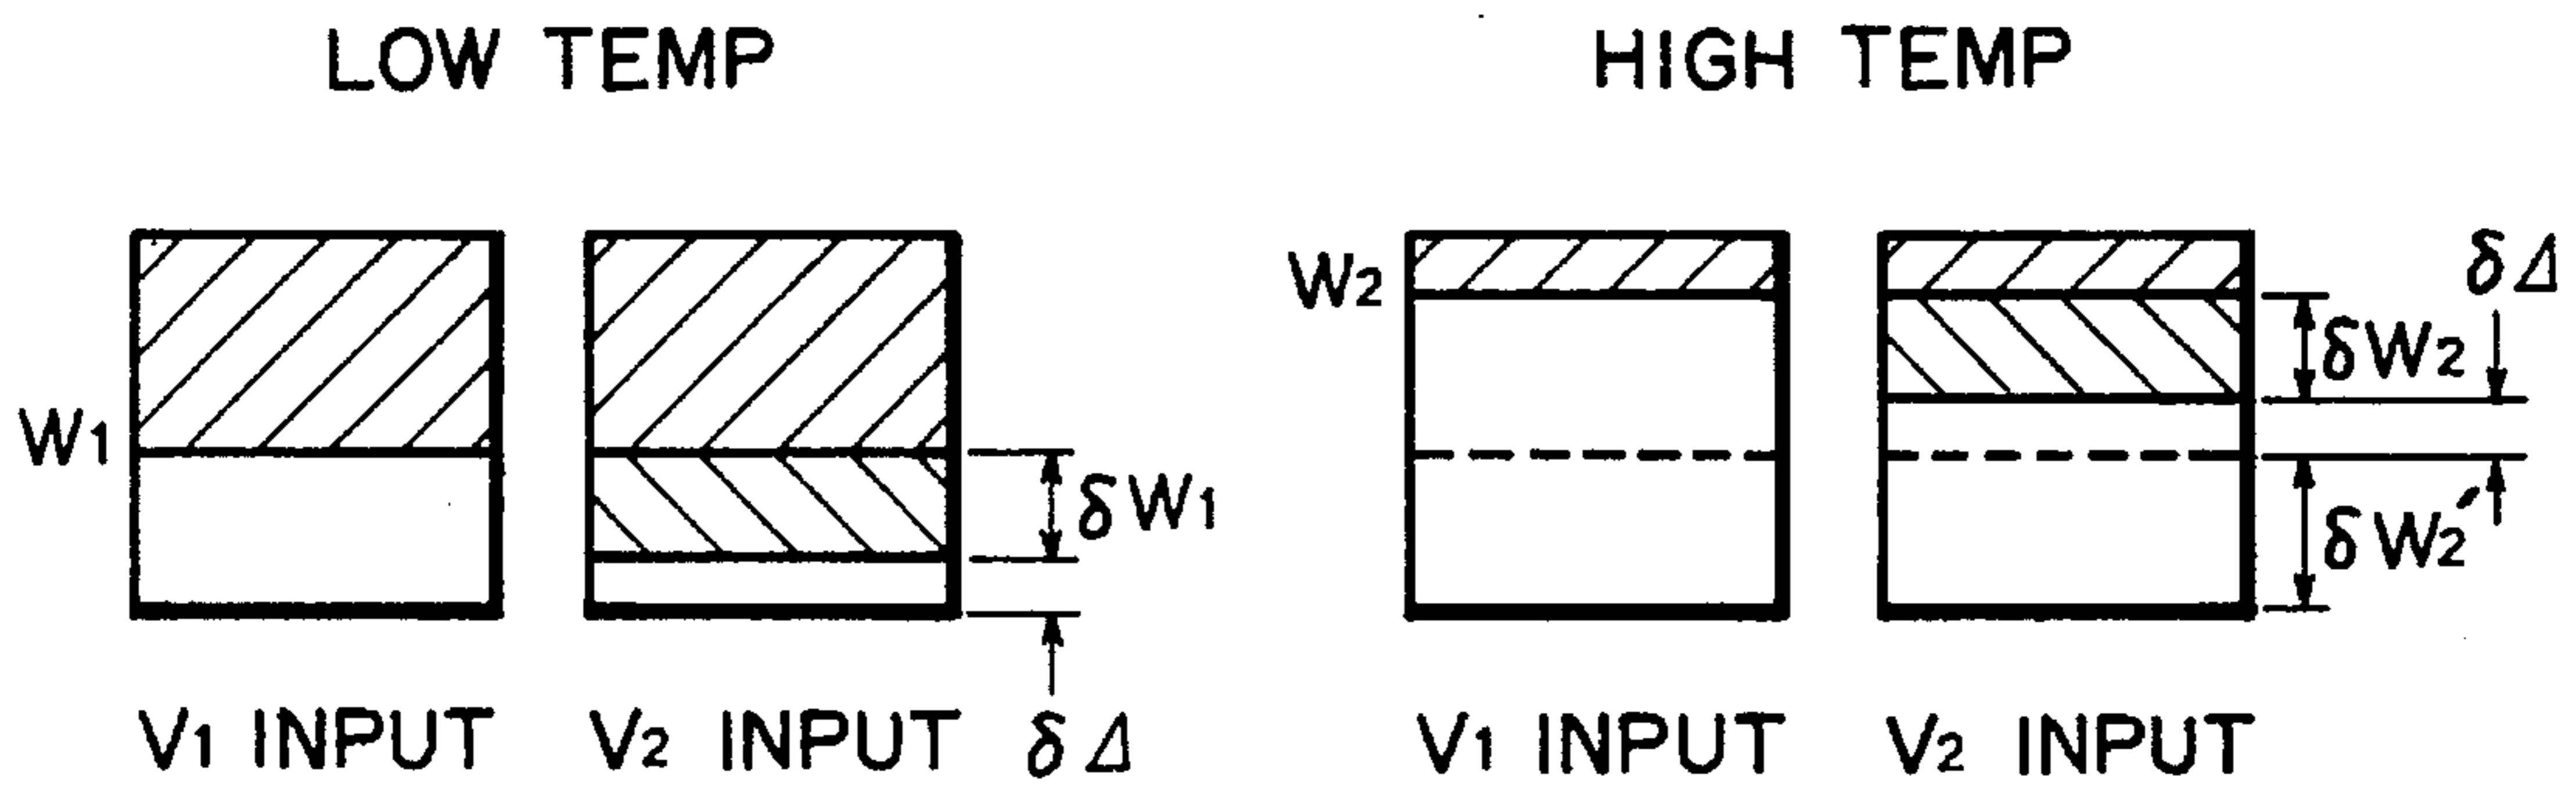 LOW TEMP
HIGH TEMP
W1
δW1
δΔ
W2
δW2
δΔ
δW2′
V1 INPUT
V2 INPUT
V1 INPUT
V2 INPUT